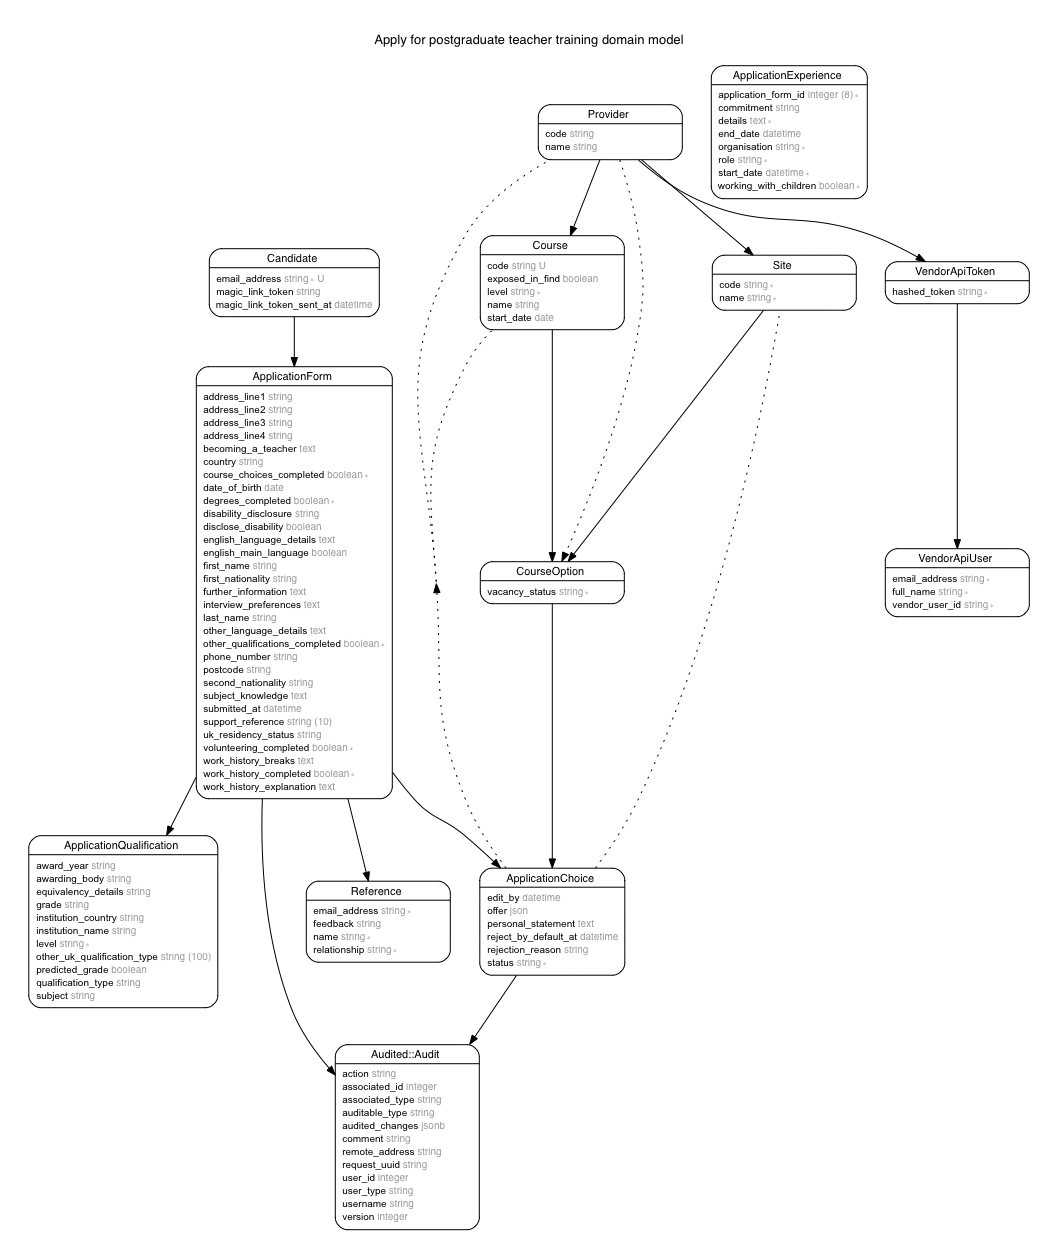 Apply for postgraduate teacher training domain model
ApplicationExperience
application_form_id integer (8) *
commitment string
details text *
end_date datetime
organisation string *
role string *
start_date datetime *
working_with_children boolean *
Provider
code string
name string
Course
code string U
exposed_in_find boolean
level string *
name string
start_date date
Candidate
email_address string * U
magic_link_token string
magic_link_token_sent_at datetime
Site
code string *
name string *
VendorApiToken
hashed_token string *
ApplicationForm
address_line1 string
address_line2 string
address_line3 string
address_line4 string
becoming_a_teacher text
country string
course_choices_completed boolean *
date_of_birth date
degrees_completed boolean *
disability_disclosure string
disclose_disability boolean
english_language_details text
english_main_language boolean
first_name string
first_nationality string
further_information text
interview_preferences text
last_name string
other_language_details text
other_qualifications_completed boolean *
phone_number string
postcode string
second_nationality string
subject_knowledge text
submitted_at datetime
support_reference string (10)
uk_residency_status string
volunteering_completed boolean *
work_history_breaks text
work_history_completed boolean *
work_history_explanation text
CourseOption
vacancy_status string *
VendorApiUser
email_address string *
full_name string *
vendor_user_id string *
ApplicationQualification
award_year string
awarding_body string
equivalency_details string
grade string
institution_country string
institution_name string
level string *
other_uk_qualification_type string (100)
predicted_grade boolean
qualification_type string
subject string
Reference
email_address string *
feedback string
name string *
relationship string *
ApplicationChoice
edit_by datetime
offer json
personal_statement text
reject_by_default_at datetime
rejection_reason string
status string *
Audited::Audit
action string
associated_id integer
associated_type string
auditable_type string
audited_changes jsonb
comment string
remote_address string
request_uuid string
user_id integer
user_type string
username string
version integer